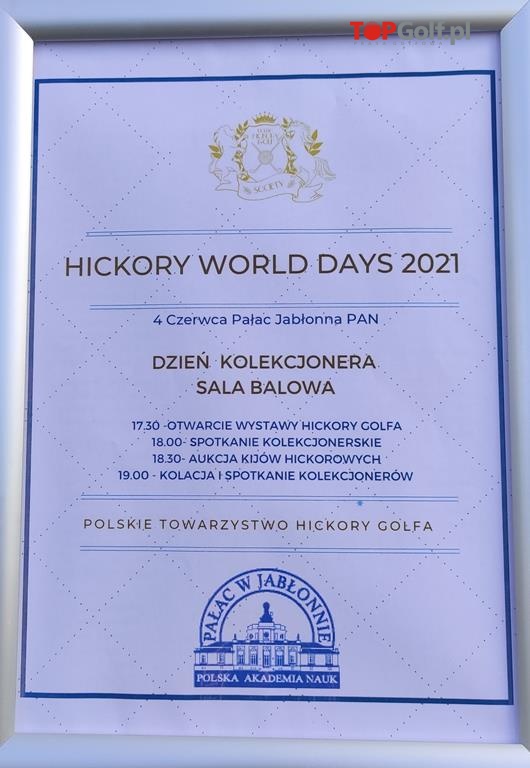 TOPGolf.pl
SOCIETY
HICKORY WORLD DAYS 2021
4 Czerwca Pałac Jabłonna PAN
DZIEŃ KOLEKCJONERA
SALA BALOWA
17.30 -OTWARCIE WYSTAWY HICKORY GOLFA
18.00- SPOTKANIE KOLEKCJONERSKIE
18.30- AUKCJA KIJÓW HICKOROWYCH
19.00 - KOLACJA I SPOTKANIE KOLEKCJONERÓW
POLSKIE TOWARZYSTWO HICKORY GOLFA
PAŁAC W JABŁONNIE
POLSKA AKADEMIA NAUK